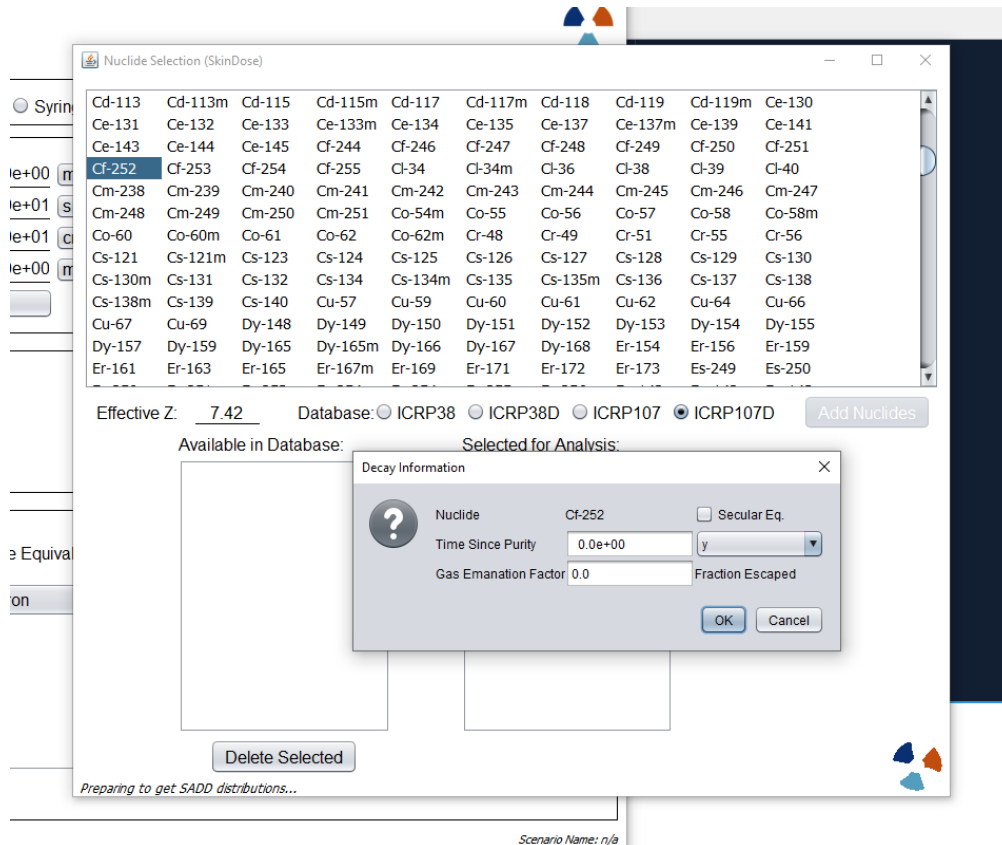 Nuclide Selection (SkinDose)
Syring
e+00 m
e+01 s
e+01 c
e+00 m
e Equival
ron
Cd-113 Cd-113m Cd-115 Cd-115m Cd-117 Cd-117m Cd-118 Cd-119 Cd-119m Ce-130
Ce-131 Ce-132 Ce-133 Ce-133m Ce-134 Ce-135 Ce-137 Ce-137m Ce-139 Ce-141
Ce-143 Ce-144 Ce-145 Cf-244 Cf-246 Cf-247 Cf-248 Cf-249 Cf-250 Cf-251
Cf-252 Cf-253 Cf-254 Cf-255 Cl-34 Cl-34m Cl-36 Cl-38 Cl-39 Cl-40
Cm-238 Cm-239 Cm-240 Cm-241 Cm-242 Cm-243 Cm-244 Cm-245 Cm-246 Cm-247
Cm-248 Cm-249 Cm-250 Cm-251 Co-54m Co-55 Co-56 Co-57 Co-58 Co-58m
Co-60 Co-60m Co-61 Co-62 Co-62m Cr-48 Cr-49 Cr-51 Cr-55 Cr-56
Cs-121 Cs-121m Cs-123 Cs-124 Cs-125 Cs-126 Cs-127 Cs-128 Cs-129 Cs-130
Cs-130m Cs-131 Cs-132 Cs-134 Cs-134m Cs-135 Cs-135m Cs-136 Cs-137 Cs-138
Cs-138m Cs-139 Cs-140 Cu-57 Cu-59 Cu-60 Cu-61 Cu-62 Cu-64 Cu-66
Cu-67 Cu-69 Dy-148 Dy-149 Dy-150 Dy-151 Dy-152 Dy-153 Dy-154 Dy-155
Dy-157 Dy-159 Dy-165 Dy-165m Dy-166 Dy-167 Dy-168 Er-154 Er-156 Er-159
Er-161 Er-163 Er-165 Er-167m Er-169 Er-171 Er-172 Er-173 Es-249 Es-250
Effective Z: 7.42 Database: ICRP38 ICRP38D ICRP107 ICRP107D Add Nuclides
Available in Database: Selected for Analysis:
Decay Information
Nuclide Cf-252 Secular Eq.
Time Since Purity 0.0e+00 y
Gas Emanation Factor 0.0 Fraction Escaped
OK Cancel
Delete Selected
Preparing to get SADD distributions...
Scenario Name: n/a